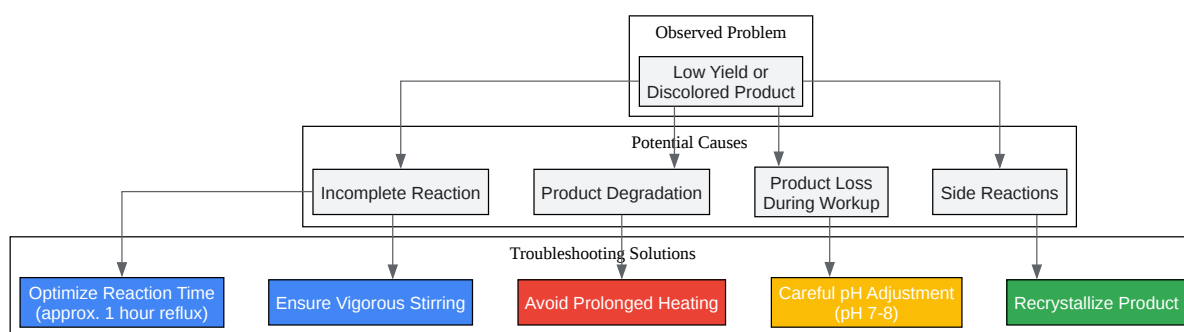 Observed Problem
Low Yield or
Discolored Product
Potential Causes
Incomplete Reaction
Product Degradation
Product Loss
During Workup
Side Reactions
Troubleshooting Solutions
Optimize Reaction Time
(approx. 1 hour reflux)
Ensure Vigorous Stirring
Avoid Prolonged Heating
Careful pH Adjustment
(pH 7-8)
Recrystallize Product